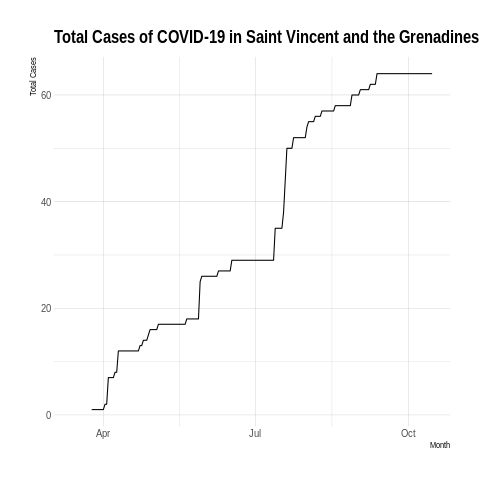 Total Cases of COVID-19 in Saint Vincent and the Grenadines
Total Cases
60
40
20
0
Apr
Jul
Oct
Month